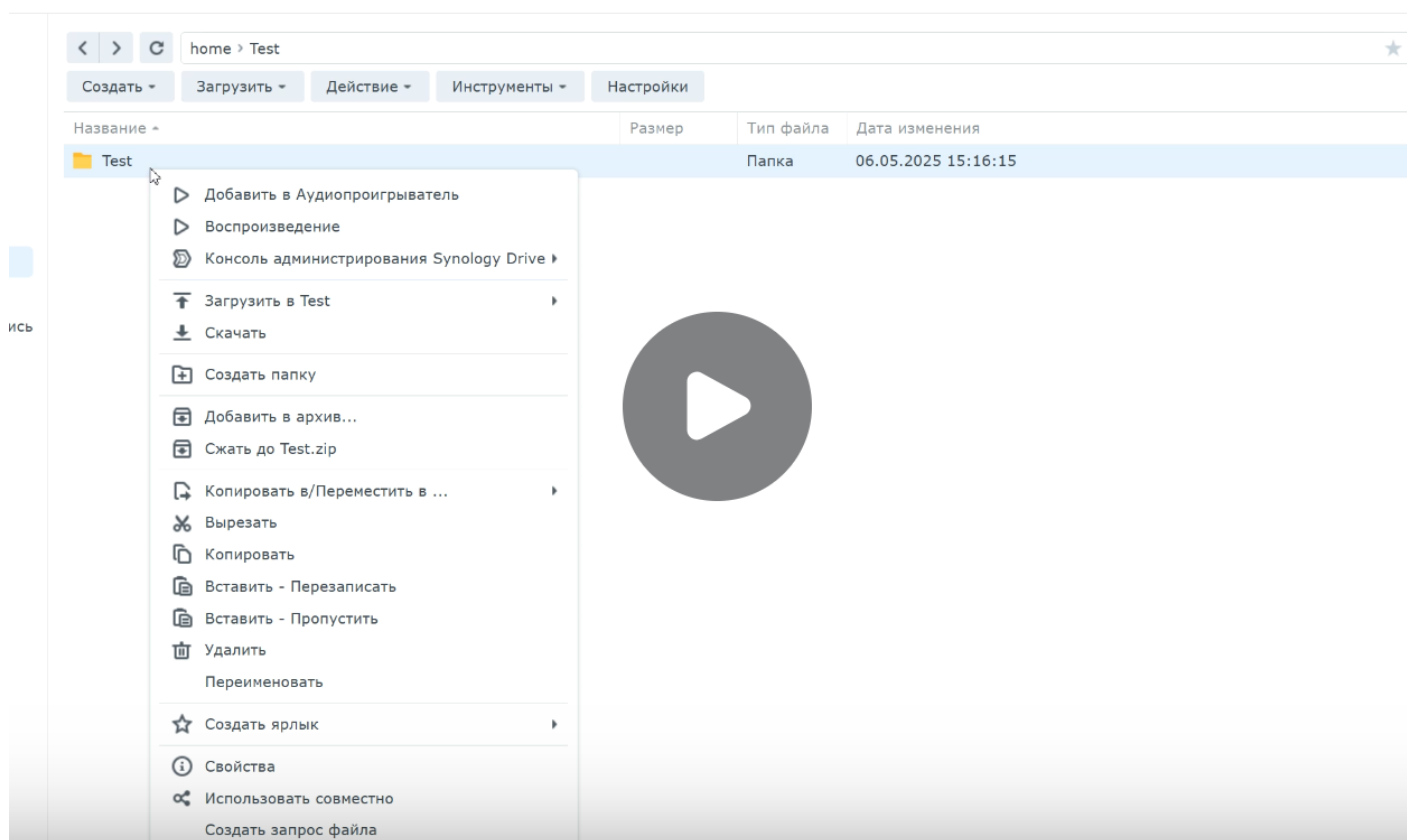 home › Test
Создать Загрузить Действие Инструменты Настройки
Название Размер Тип файла Дата изменения
Test Папка 06.05.2025 15:16:15
Добавить в Аудиопроигрыватель
Воспроизведение
Консоль администрирования Synology Drive
Загрузить в Test
ись
Скачать
Создать папку
Добавить в архив...
Сжать до Test.zip
Копировать в/Переместить в ...
Вырезать
Копировать
Вставить - Перезаписать
Вставить - Пропустить
Удалить
Переименовать
Создать ярлык
Свойства
Использовать совместно
Создать запрос файла